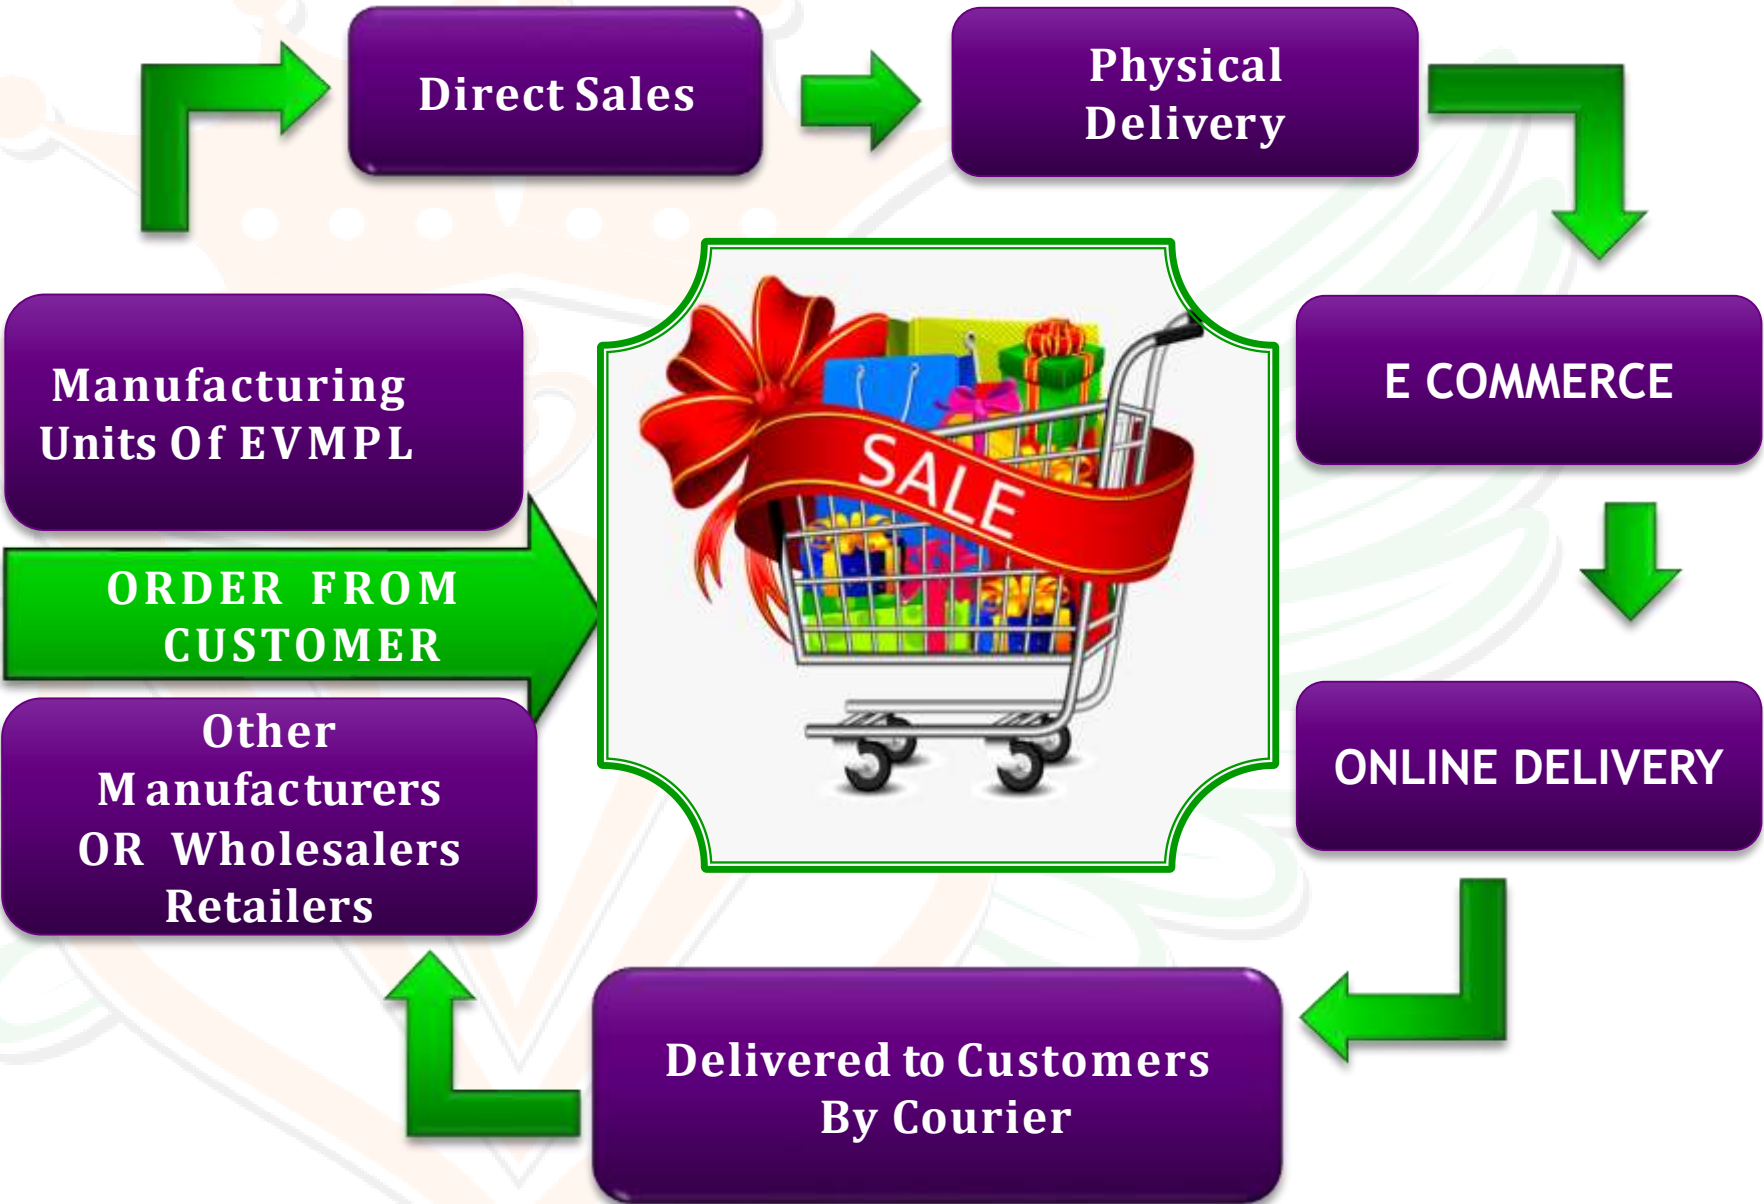 Direct Sales
Physical
Delivery
Manufacturing
Units Of EVMPL
E COMMERCE
SALE
ORDER FROM
CUSTOMER
Other
Manufacturers
OR Wholesalers
Retailers
ONLINE DELIVERY
Delivered to Customers
By Courier